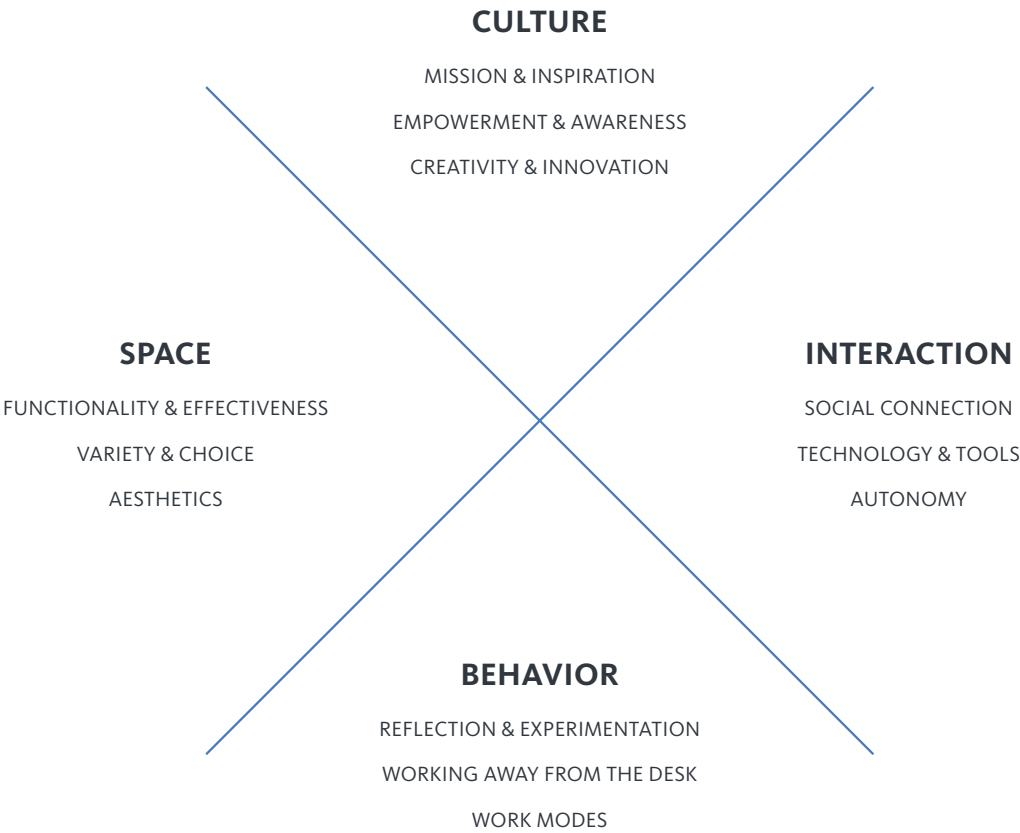 CULTURE
MISSION & INSPIRATION
EMPOWERMENT & AWARENESS
CREATIVITY & INNOVATION
SPACE
FUNCTIONALITY & EFFECTIVENESS
VARIETY & CHOICE
AESTHETICS
INTERACTION
SOCIAL CONNECTION
TECHNOLOGY & TOOLS
AUTONOMY
BEHAVIOR
REFLECTION & EXPERIMENTATION
WORKING AWAY FROM THE DESK
WORK MODES